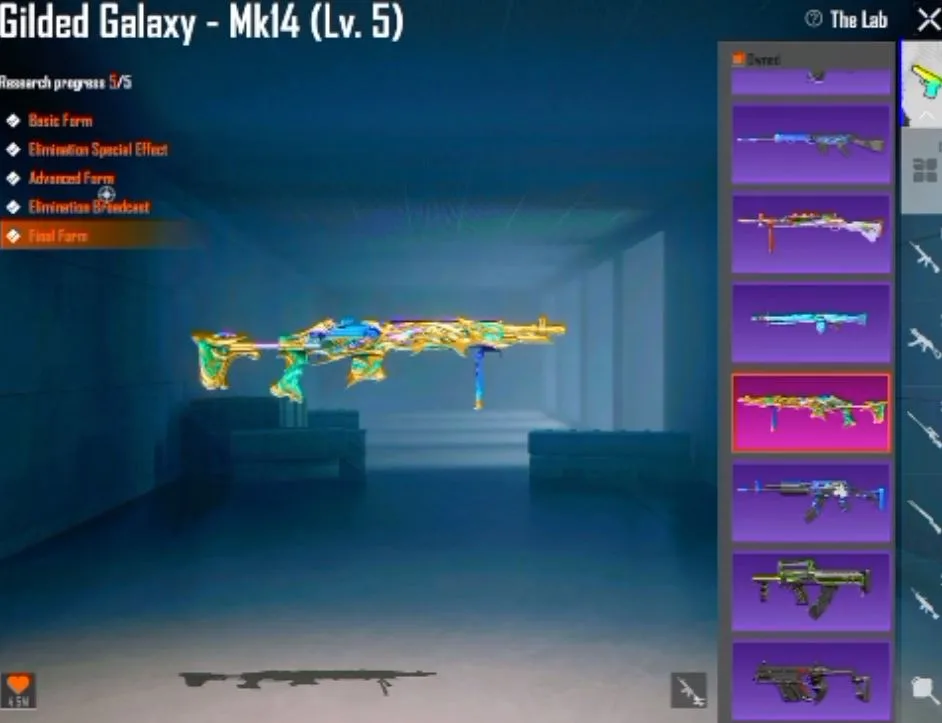 Gilded Galaxy - Mk14 (Lv. 5)
The Lab
Research progress 5/5
Owned
Basic Form
Elimination Special Effect
Advanced Form
Elimination Broadcast
Final Form